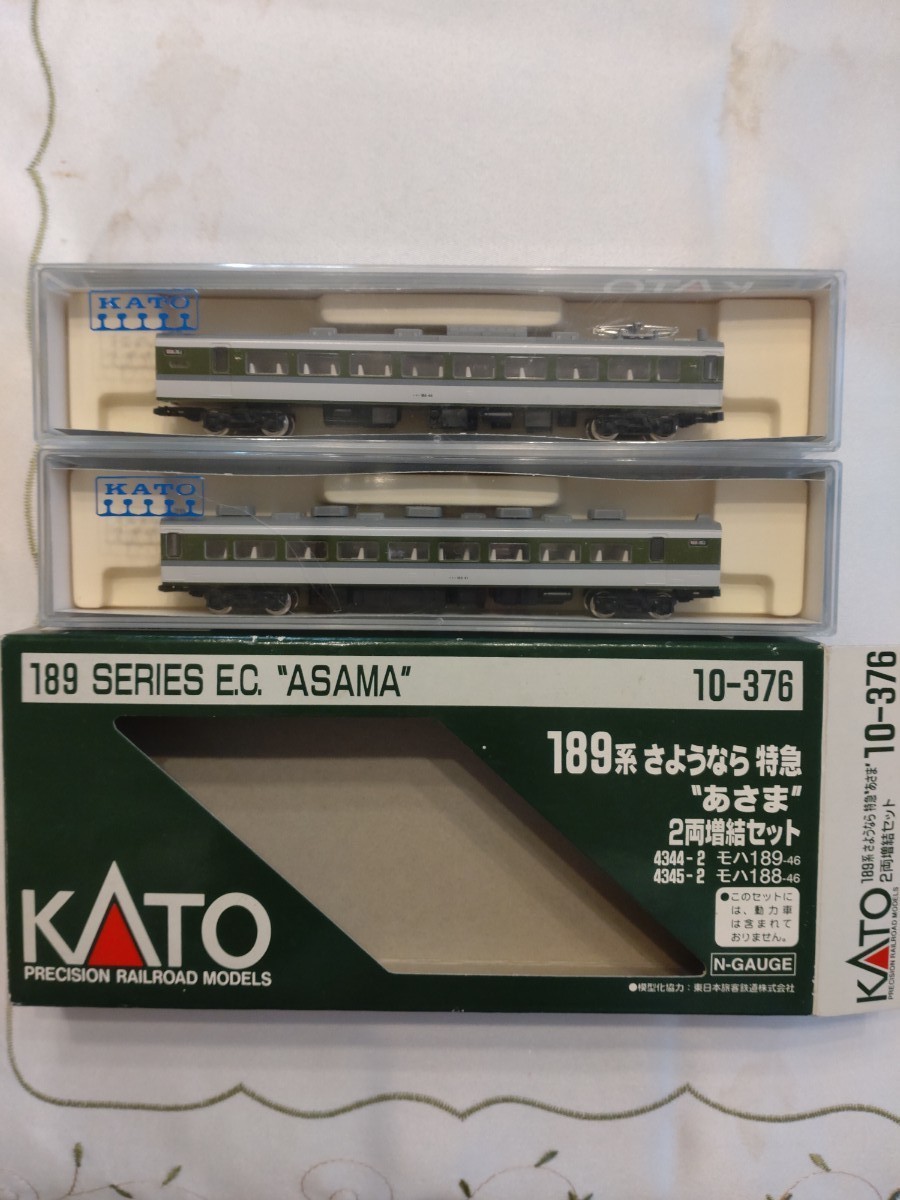 KATO
KATO
KATO
189 SERIES E.C. "ASAMA"
10-376
189系 さようなら 特急
"あさま"
2両増結セット
4344-2 モハ189-46
4345-2 モハ188-46
●このセットに
は、動力車
は含まれて
おりません。
N-GAUGE
●模型化協力:東日本旅客鉄道株式会社
KATO
PRECISION RAILROAD MODELS
10-376
189系 さようなら 特急"あさま"
2両増結セット
KATO
PRECISION RAILROAD MODELS